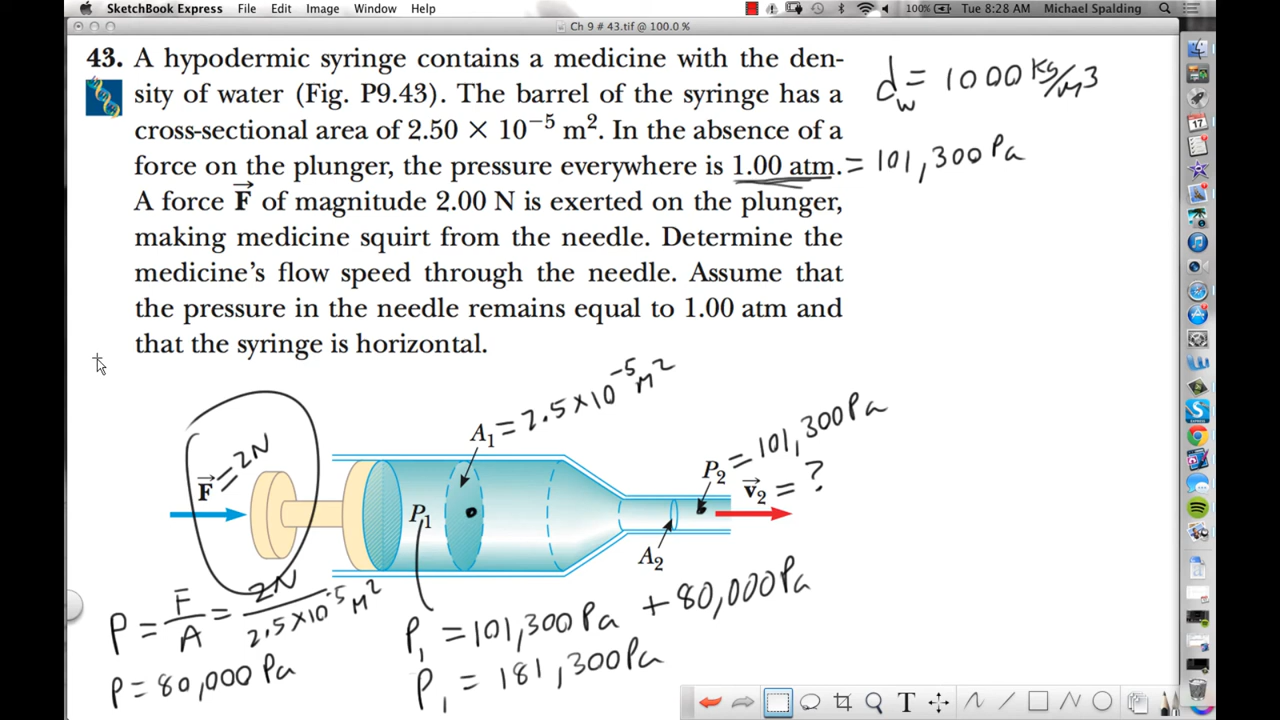 SketchBook Express File Edit Image Window Help 100% Tue 8:28 AM Michael Spalding
Ch 9 # 43.tif @ 100.0 %
43. A hypodermic syringe contains a medicine with the den-
sity of water (Fig. P9.43). The barrel of the syringe has a
cross-sectional area of 2.50 × 10⁻⁵ m². In the absence of a
force on the plunger, the pressure everywhere is 1.00 atm.
A force F⃗ of magnitude 2.00 N is exerted on the plunger,
making medicine squirt from the needle. Determine the
medicine's flow speed through the needle. Assume that
the pressure in the needle remains equal to 1.00 atm and
that the syringe is horizontal.
d_w = 1000 kg/m3
= 101,300 Pa
A₁ = 2.5 × 10⁻⁵ m²
F⃗ = 2N
P₂ = 101,300 Pa
v⃗₂ = ?
P₁
A₂
P = F/A = 2N / 2.5 × 10⁻⁵ m²
P = 80,000 Pa
P₁ = 101,300 Pa + 80,000 Pa
P₁ = 181,300 Pa
T
17